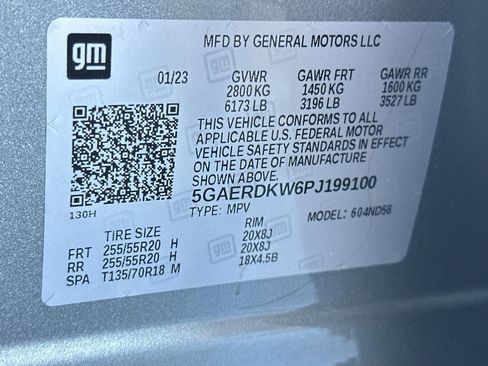 gm
MFD BY GENERAL MOTORS LLC
01/23 GVWR GAWR FRT GAWR RR
2800 KG 1450 KG 1600 KG
6173 LB 3196 LB 3527 LB
THIS VEHICLE CONFORMS TO ALL
APPLICABLE U.S. FEDERAL MOTOR
VEHICLE SAFETY STANDARDS IN EFFECT
ON THE DATE OF MANUFACTURE
SHOWN ABOVE.
5GAERDKW6PJ199100
130H TYPE: MPV MODEL: 604ND56
TIRE SIZE RIM
FRT 255/55R20 H 20X8J
RR 255/55R20 H 20X8J
SPA T135/70R18 M 18X4.5B